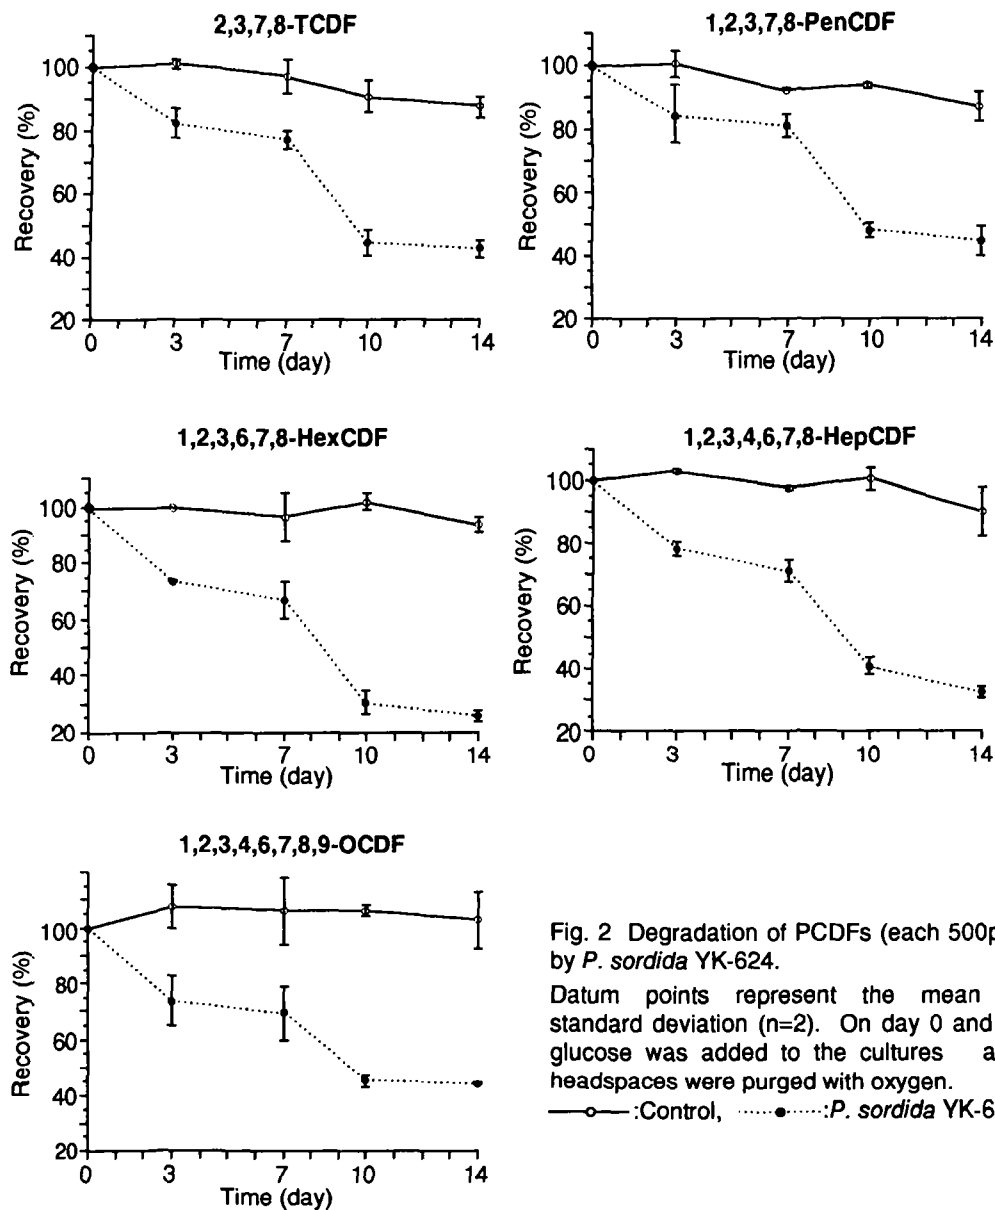 2,3,7,8-TCDF
100
80
60
40
20
Recovery (%)
0 3 7 10 14
Time (day)
1,2,3,7,8-PenCDF
100
80
60
40
20
Recovery (%)
0 3 7 10 14
Time (day)
1,2,3,6,7,8-HexCDF
100
80
60
40
20
Recovery (%)
0 3 7 10 14
Time (day)
1,2,3,4,6,7,8-HepCDF
100
80
60
40
20
Recovery (%)
0 3 7 10 14
Time (day)
1,2,3,4,6,7,8,9-OCDF
100
80
60
40
20
Recovery (%)
0 3 7 10 14
Time (day)
Fig. 2 Degradation of PCDFs (each 500p
by P. sordida YK-624.
Datum points represent the mean
standard deviation (n=2). On day 0 and
glucose was added to the cultures a
headspaces were purged with oxygen.
:Control, :P. sordida YK-6